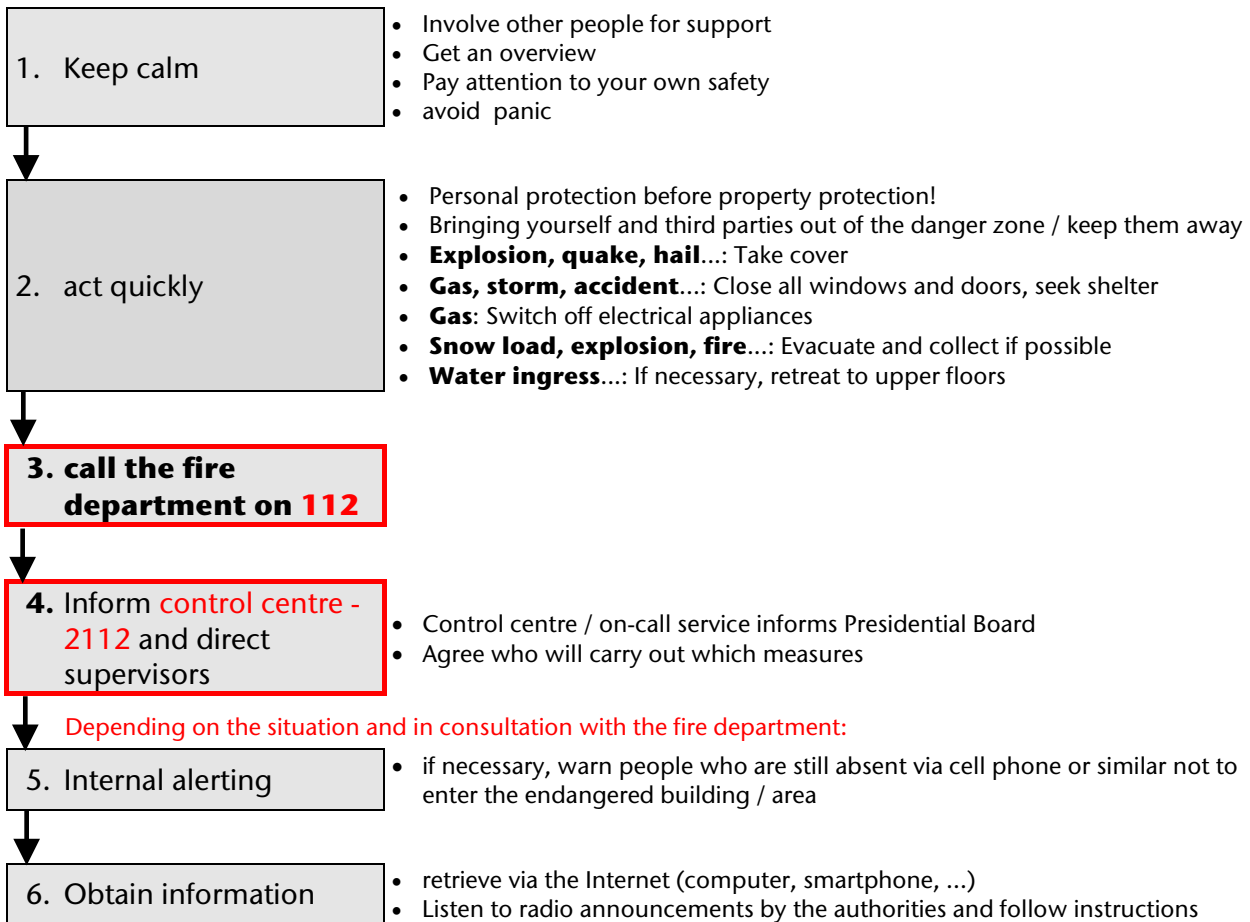 1. Keep calm
• Involve other people for support
• Get an overview
• Pay attention to your own safety
• avoid panic
2. act quickly
• Personal protection before property protection!
• Bringing yourself and third parties out of the danger zone / keep them away
• Explosion, quake, hail...: Take cover
• Gas, storm, accident...: Close all windows and doors, seek shelter
• Gas: Switch off electrical appliances
• Snow load, explosion, fire...: Evacuate and collect if possible
• Water ingress...: If necessary, retreat to upper floors
3. call the fire
department on 112
4. Inform control centre -
2112 and direct
supervisors
• Control centre / on-call service informs Presidential Board
• Agree who will carry out which measures
Depending on the situation and in consultation with the fire department:
5. Internal alerting
• if necessary, warn people who are still absent via cell phone or similar not to
enter the endangered building / area
6. Obtain information
• retrieve via the Internet (computer, smartphone, ...)
• Listen to radio announcements by the authorities and follow instructions